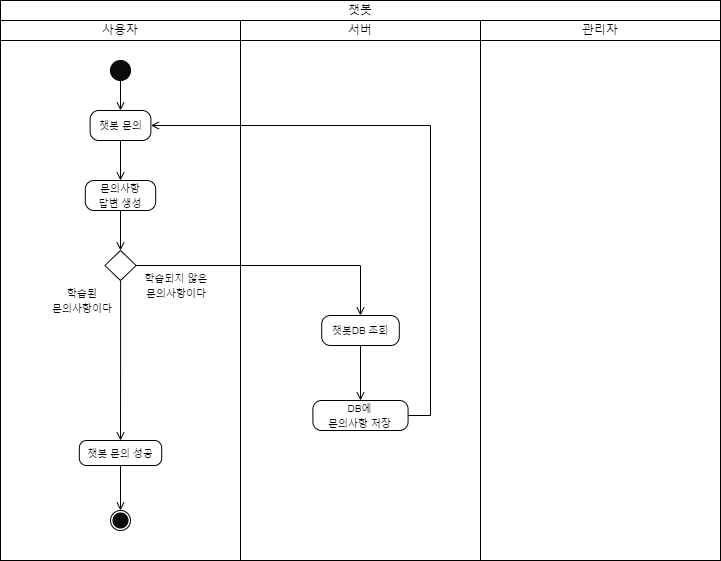 챗봇
사용자
서버
관리자
챗봇 문의
문의사항
답변 생성
학습되지 않은
문의사항이다
학습된
문의사항이다
챗봇DB 조회
DB에
문의사항 저장
챗봇 문의 성공